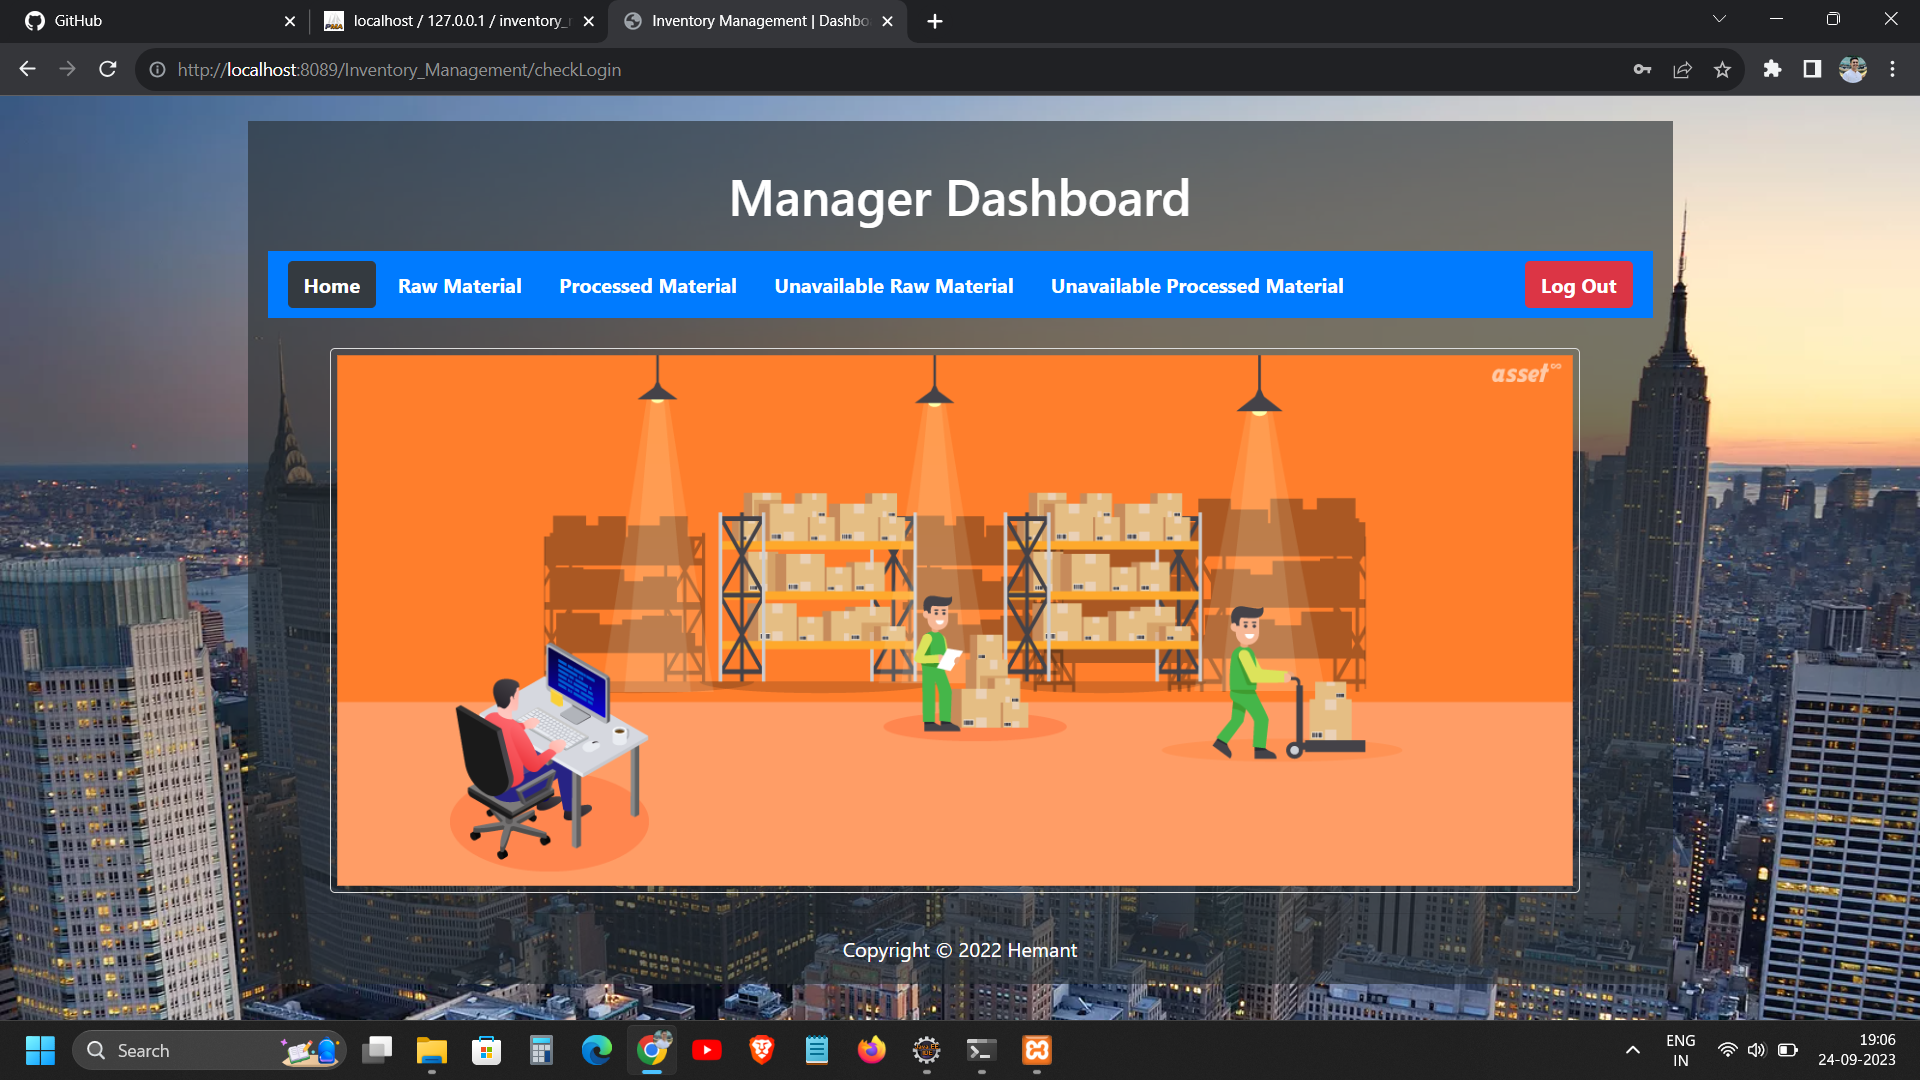 GitHub
localhost / 127.0.0.1 / inventory_
Inventory Management | Dashbo
http://localhost:8089/Inventory_Management/checkLogin
Manager Dashboard
Home Raw Material Processed Material Unavailable Raw Material Unavailable Processed Material Log Out
asset∞
Copyright © 2022 Hemant
Search
ENG
IN
19:06
24-09-2023